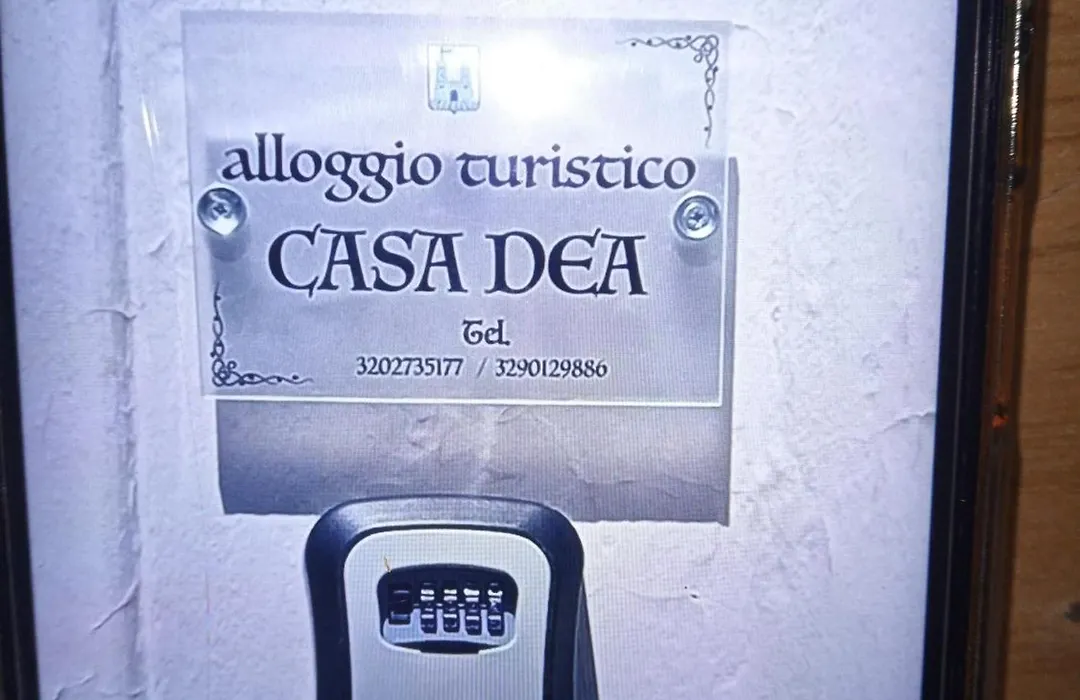 alloggio turistico
CASA DEA
Tel.
3202735177 / 3290129886